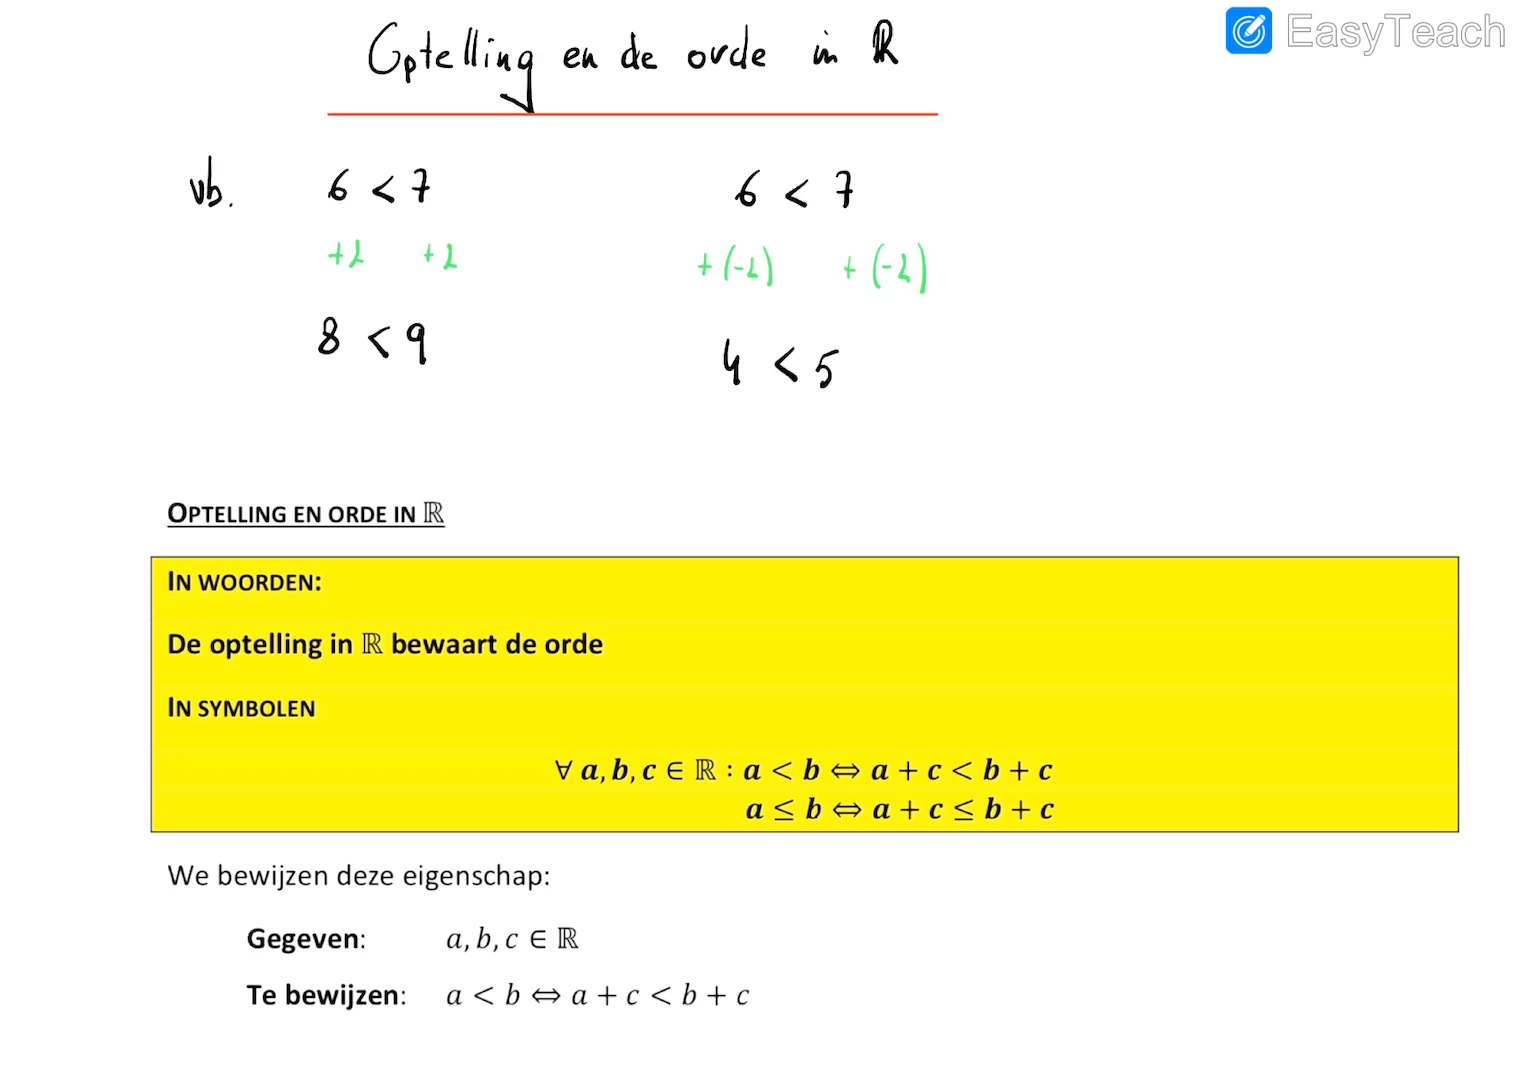 EasyTeach
Optelling en de orde in ℝ
vb. 6 < 7 6 < 7
+2 +2 +(-2) +(-2)
8 < 9 4 < 5
OPTELLING EN ORDE IN ℝ
IN WOORDEN:
De optelling in ℝ bewaart de orde
IN SYMBOLEN
∀ a, b, c ∈ ℝ : a < b ⇔ a + c < b + c
a ≤ b ⇔ a + c ≤ b + c
We bewijzen deze eigenschap:
Gegeven: a, b, c ∈ ℝ
Te bewijzen: a < b ⇔ a + c < b + c